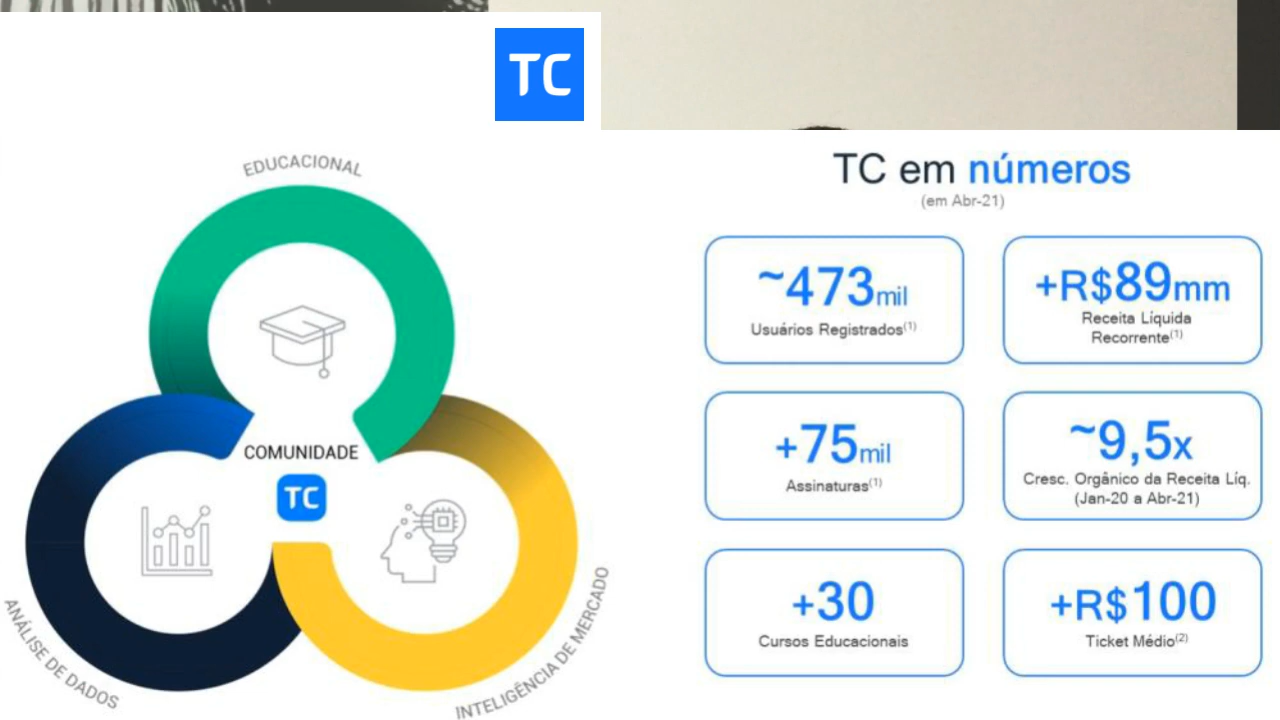 TC
EDUCACIONAL
COMUNIDADE
TC
ANÁLISE DE DADOS
INTELIGÊNCIA DE MERCADO
TC em números
(em Abr-21)
~473mil
Usuários Registrados(1)
+R$89mm
Receita Líquida
Recorrente(1)
+75mil
Assinaturas(1)
~9,5x
Cresc. Orgânico da Receita Líq.
(Jan-20 a Abr-21)
+30
Cursos Educacionais
+R$100
Ticket Médio(2)